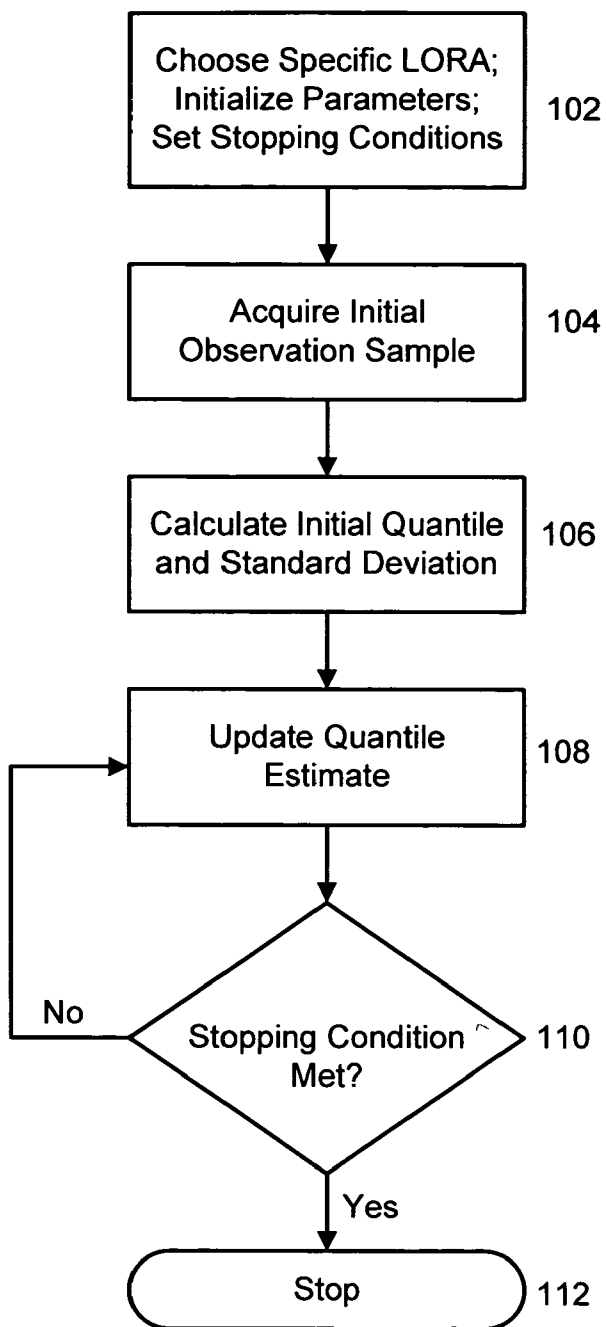 Choose Specific LORA;
Initialize Parameters;
Set Stopping Conditions
102
Acquire Initial
Observation Sample
104
Calculate Initial Quantile
and Standard Deviation
106
Update Quantile
Estimate
108
No
Stopping Condition
Met?
110
Yes
Stop
112